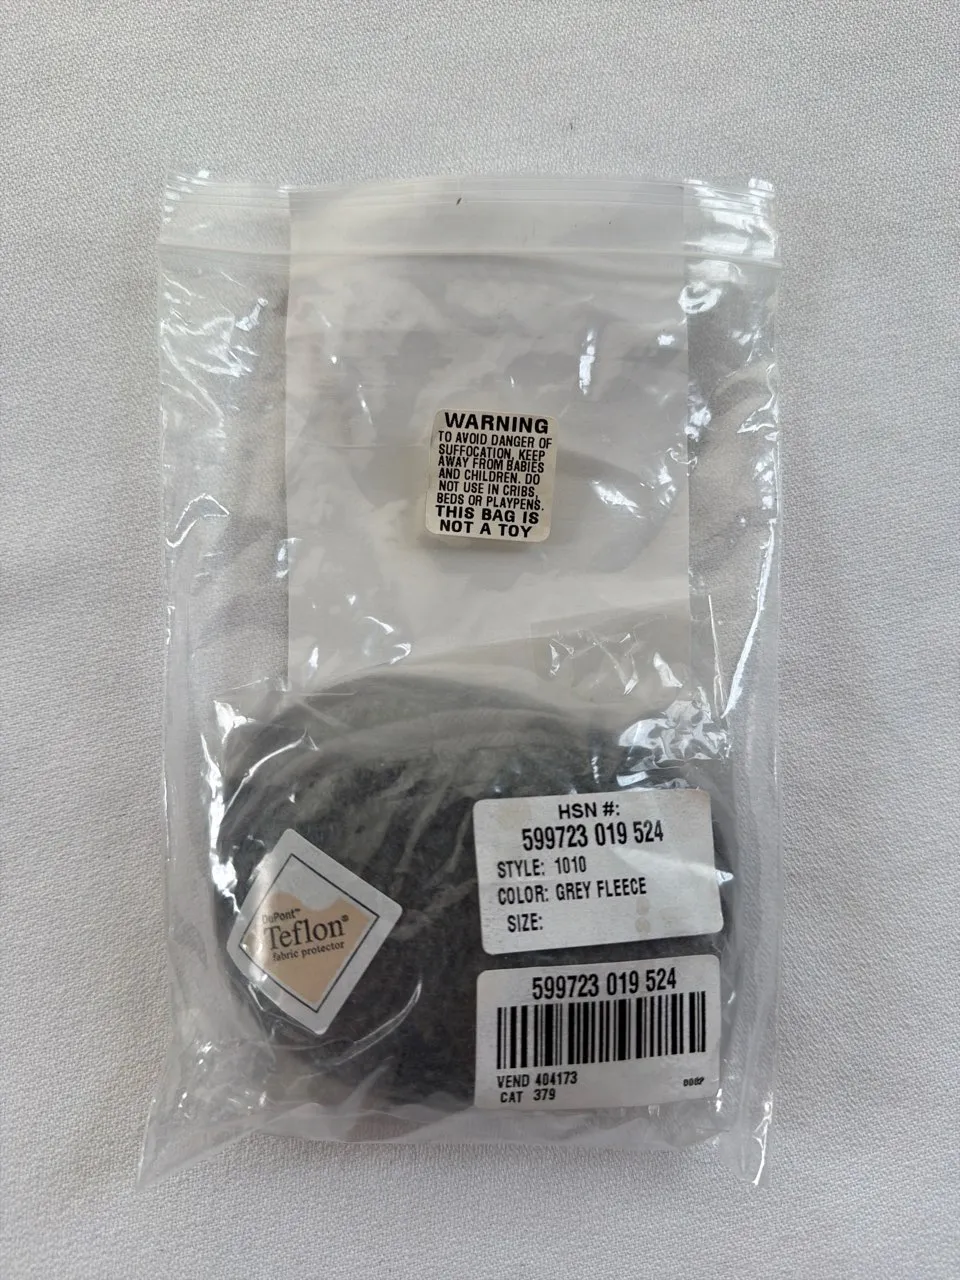 WARNING
TO AVOID DANGER OF
SUFFOCATION, KEEP
AWAY FROM BABIES
AND CHILDREN. DO
NOT USE IN CRIBS,
BEDS OR PLAYPENS.
THIS BAG IS
NOT A TOY
HSN #:
599723 019 524
STYLE: 1010
COLOR: GREY FLEECE
SIZE:
DuPont™
Teflon®
fabric protector
599723 019 524
VEND 404173
CAT 379